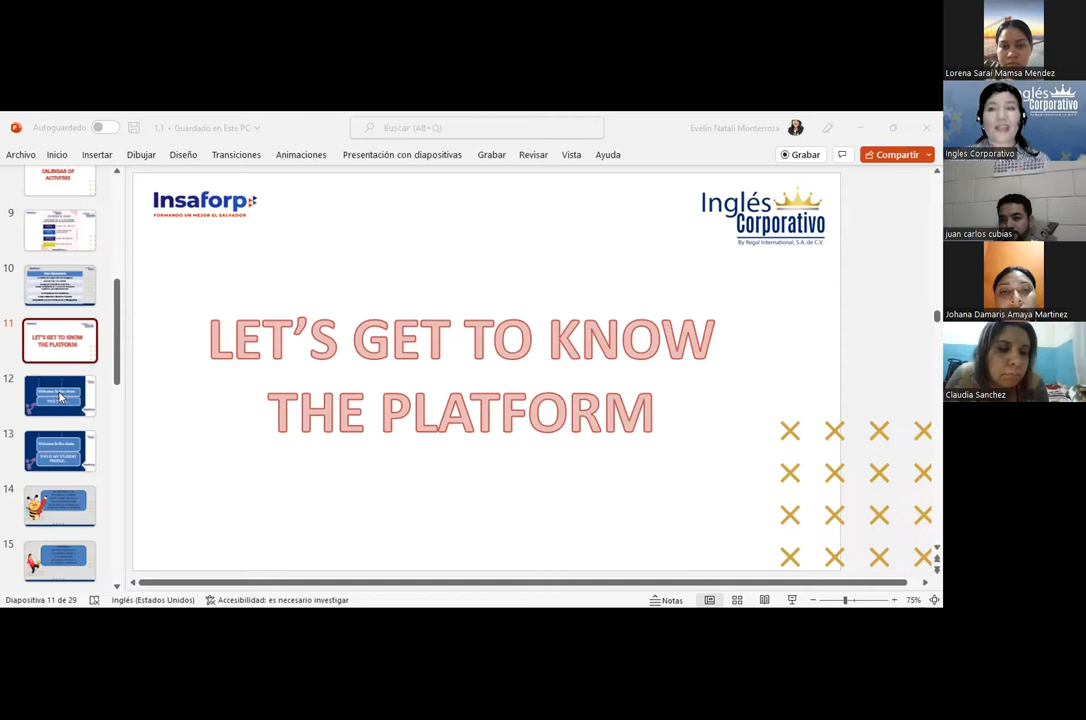 Autoguardado
1.1 • Guardado en Este PC
Buscar (Alt+Q)
Evelin Natali Monterroza
Archivo Inicio Insertar Dibujar Diseño Transiciones Animaciones Presentación con diapositivas Grabar Revisar Vista Ayuda
Grabar
Compartir
CALENDAR OF
ACTIVITIES
9
10
11
LET'S GET TO KNOW
THE PLATFORM
12
13
14
15
Insaforp
FORMANDO UN MEJOR EL SALVADOR
Inglés
Corporativo
By Regal International, S.A. de C.V.
LET'S GET TO KNOW
THE PLATFORM
Diapositiva 11 de 29
Inglés (Estados Unidos)
Accesibilidad: es necesario investigar
Notas
75%
Lorena Sarai Mamsa Mendez
Corporativo
Ingles Corporativo
juan carlos cubias
Johana Damaris Amaya Martinez
Claudia Sanchez